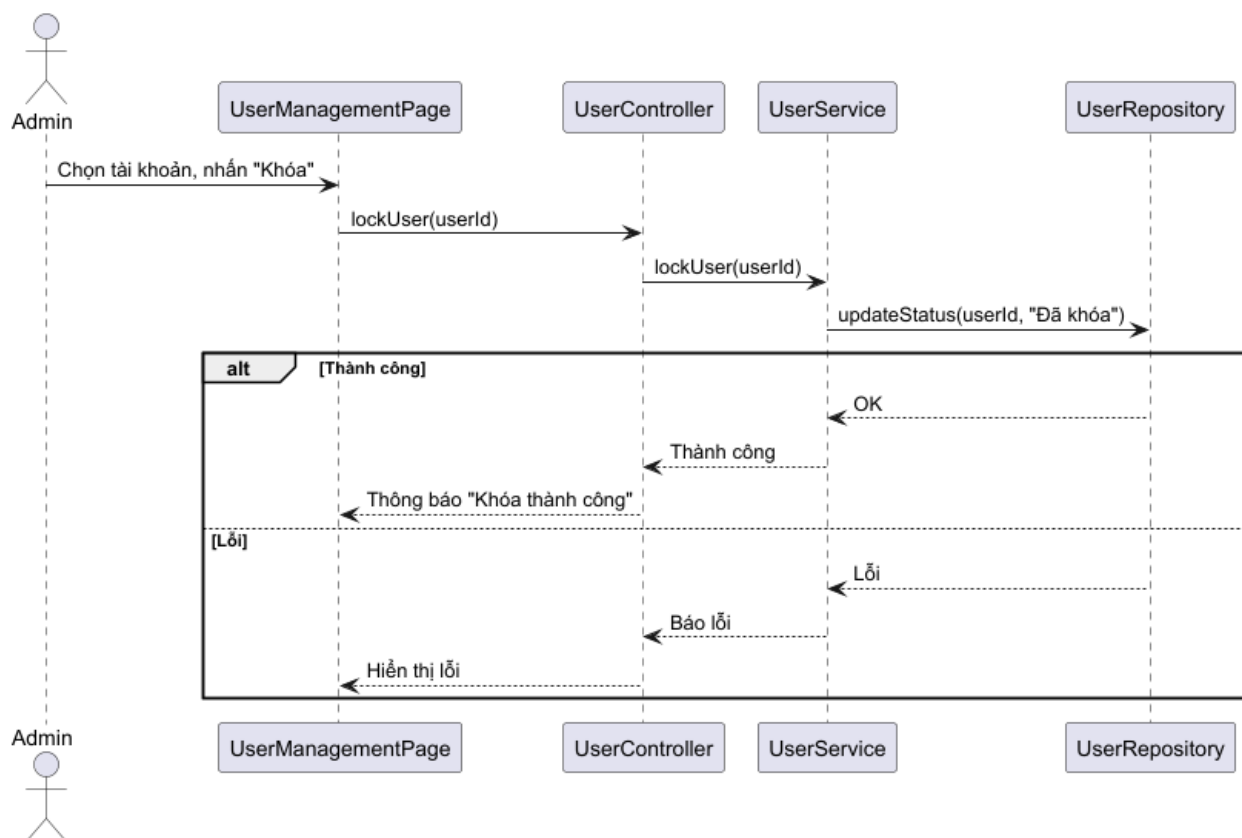 Admin
UserManagementPage
UserController
UserService
UserRepository
Chọn tài khoản, nhấn "Khóa"
lockUser(userId)
lockUser(userId)
updateStatus(userId, "Đã khóa")
alt
[Thành công]
OK
Thành công
Thông báo "Khóa thành công"
[Lỗi]
Lỗi
Báo lỗi
Hiển thị lỗi
Admin
UserManagementPage
UserController
UserService
UserRepository